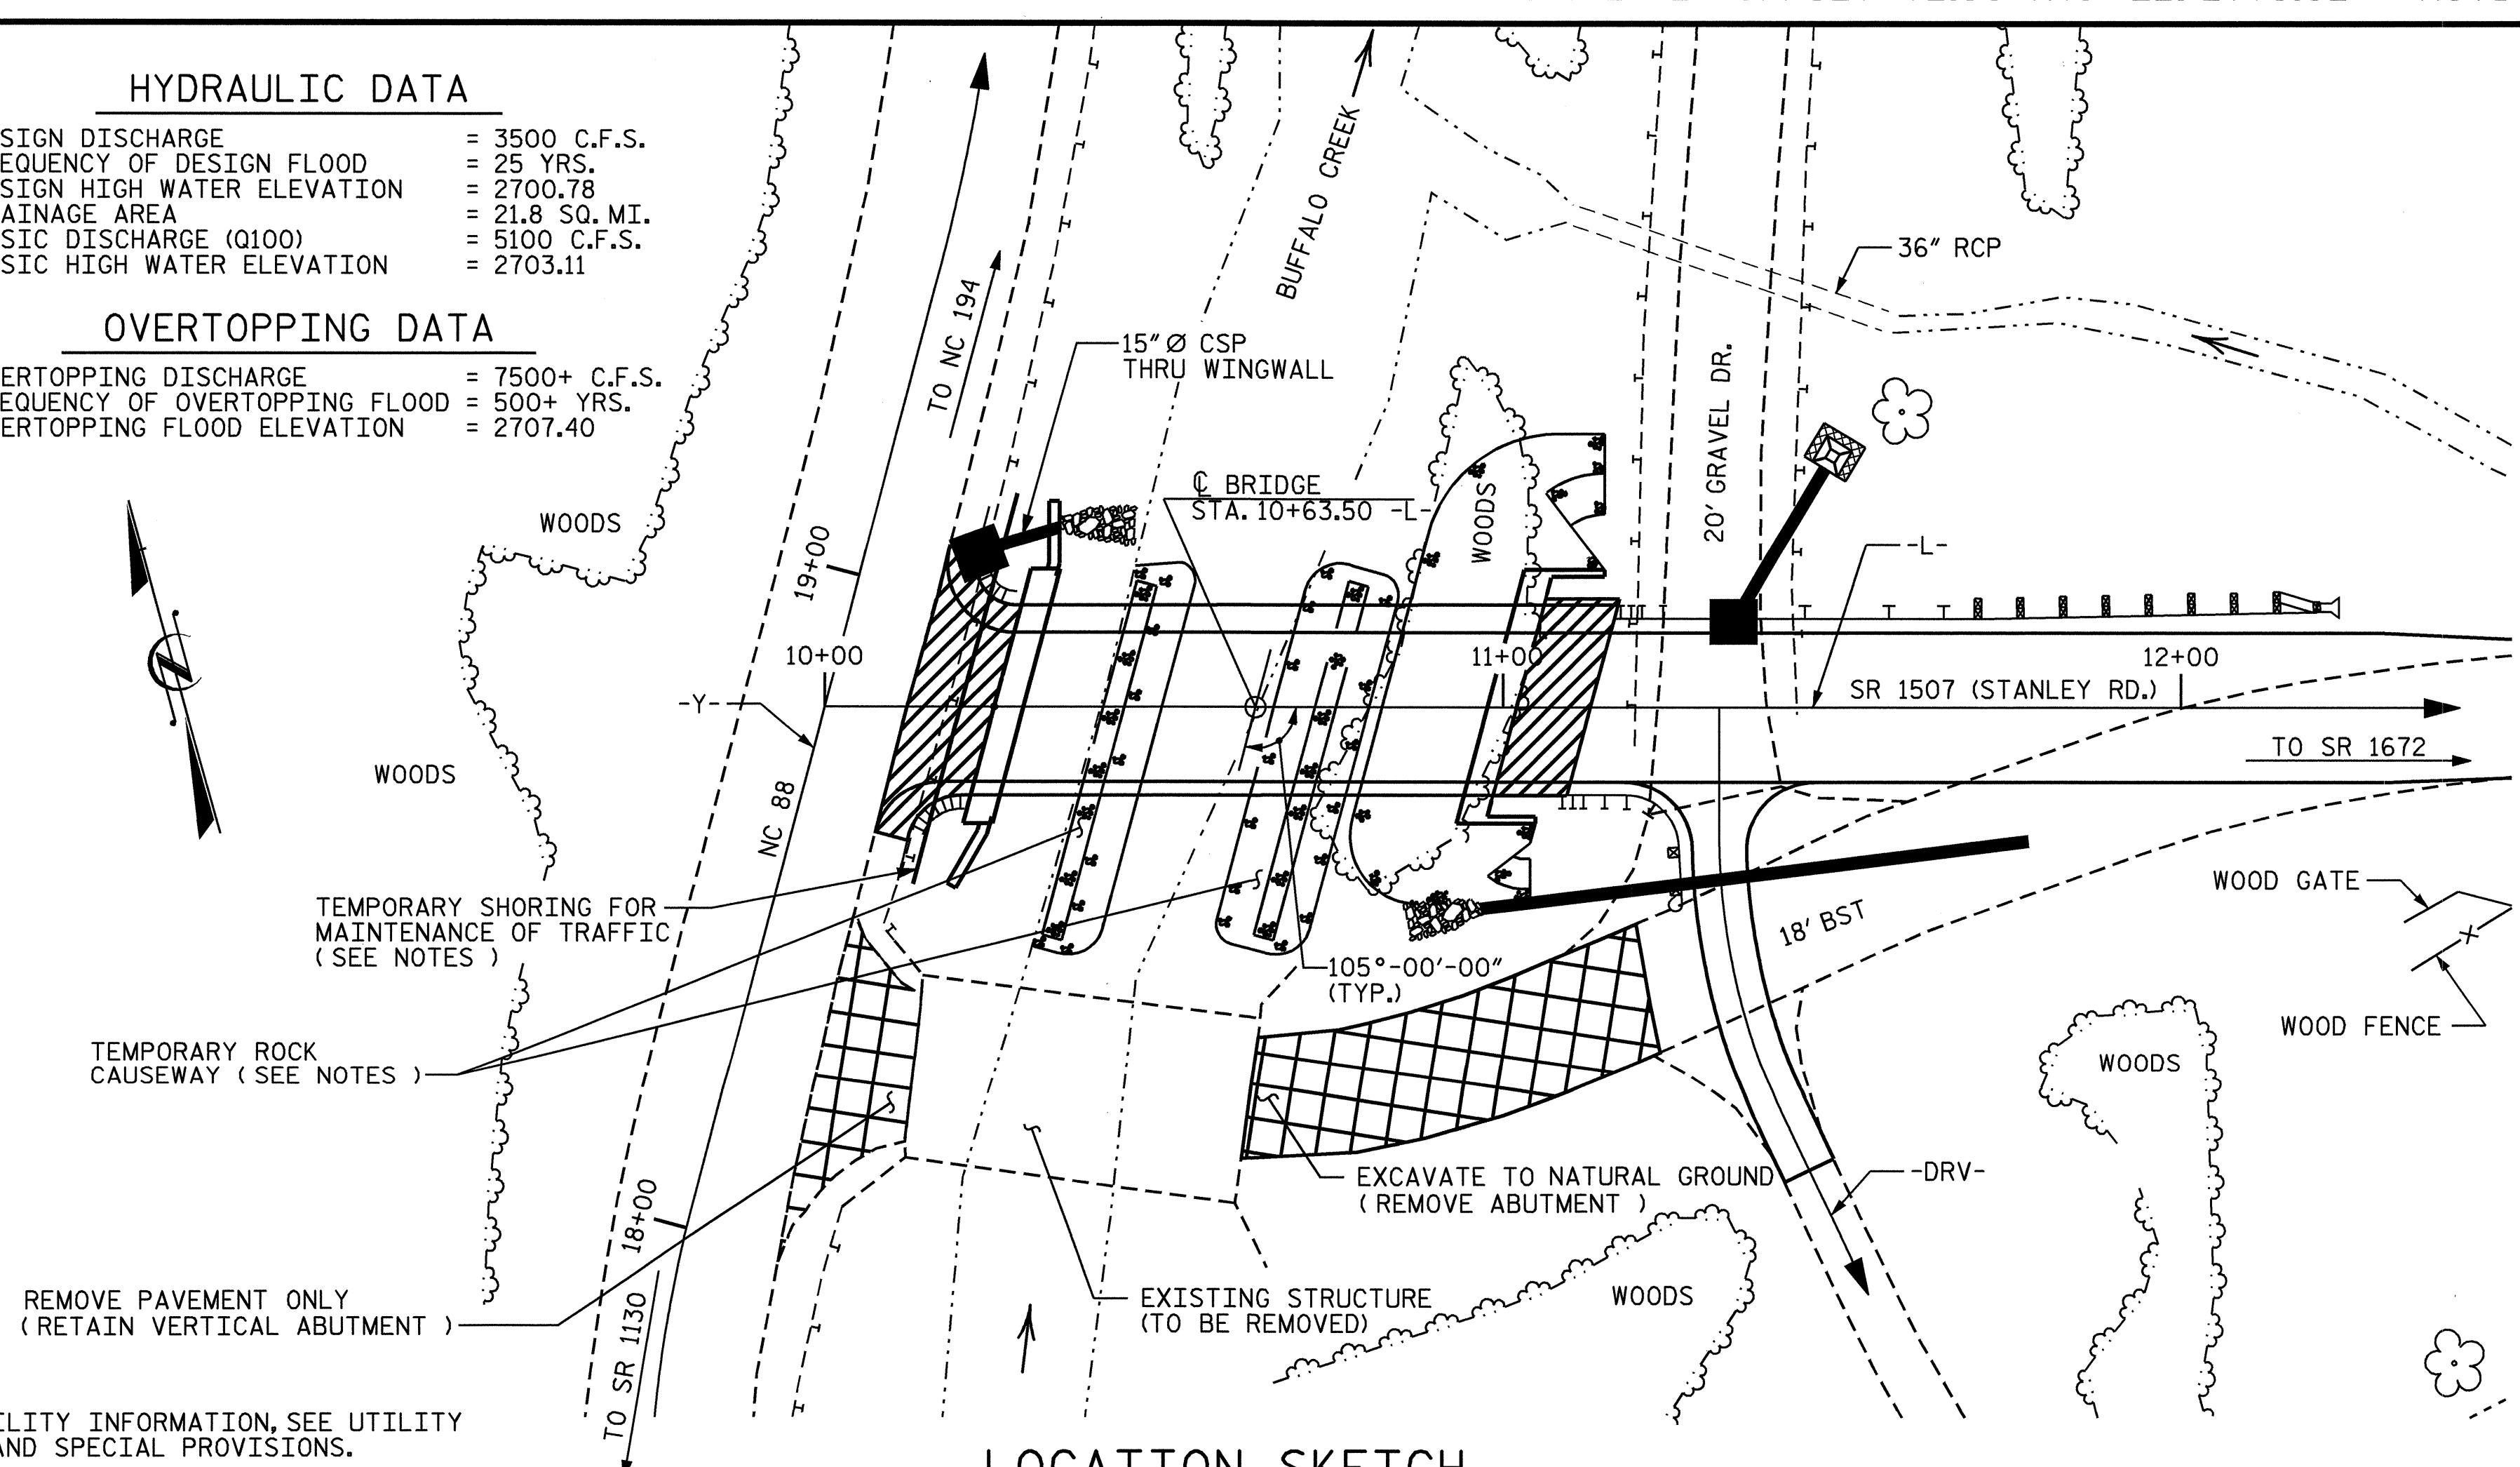 HYDRAULIC DATA
SIGN DISCHARGE = 3500 C.F.S.
EQUENCY OF DESIGN FLOOD = 25 YRS.
SIGN HIGH WATER ELEVATION = 2700.78
AINAGE AREA = 21.8 SQ. MI.
SIC DISCHARGE (Q100) = 5100 C.F.S.
SIC HIGH WATER ELEVATION = 2703.11
OVERTOPPING DATA
ERTOPPING DISCHARGE = 7500+ C.F.S.
EQUENCY OF OVERTOPPING FLOOD = 500+ YRS.
ERTOPPING FLOOD ELEVATION = 2707.40
BUFFALO CREEK
36" RCP
TO NC 194
15" Ø CSP
THRU WINGWALL
20' GRAVEL DR.
WOODS
℄ BRIDGE
STA. 10+63.50 -L-
WOODS
-L-
19+00
10+00
11+00
12+00
-Y-
SR 1507 (STANLEY RD.)
TO SR 1672
WOODS
N
NC 88
TEMPORARY SHORING FOR
MAINTENANCE OF TRAFFIC
( SEE NOTES )
WOOD GATE
18' BST
105°-00'-00"
(TYP.)
WOOD FENCE
TEMPORARY ROCK
CAUSEWAY ( SEE NOTES )
WOODS
EXCAVATE TO NATURAL GROUND
( REMOVE ABUTMENT )
-DRV-
18+00
REMOVE PAVEMENT ONLY
( RETAIN VERTICAL ABUTMENT )
EXISTING STRUCTURE
(TO BE REMOVED)
WOODS
TO SR 1130
ILITY INFORMATION, SEE UTILITY
AND SPECIAL PROVISIONS.
LOCATION SKETCH